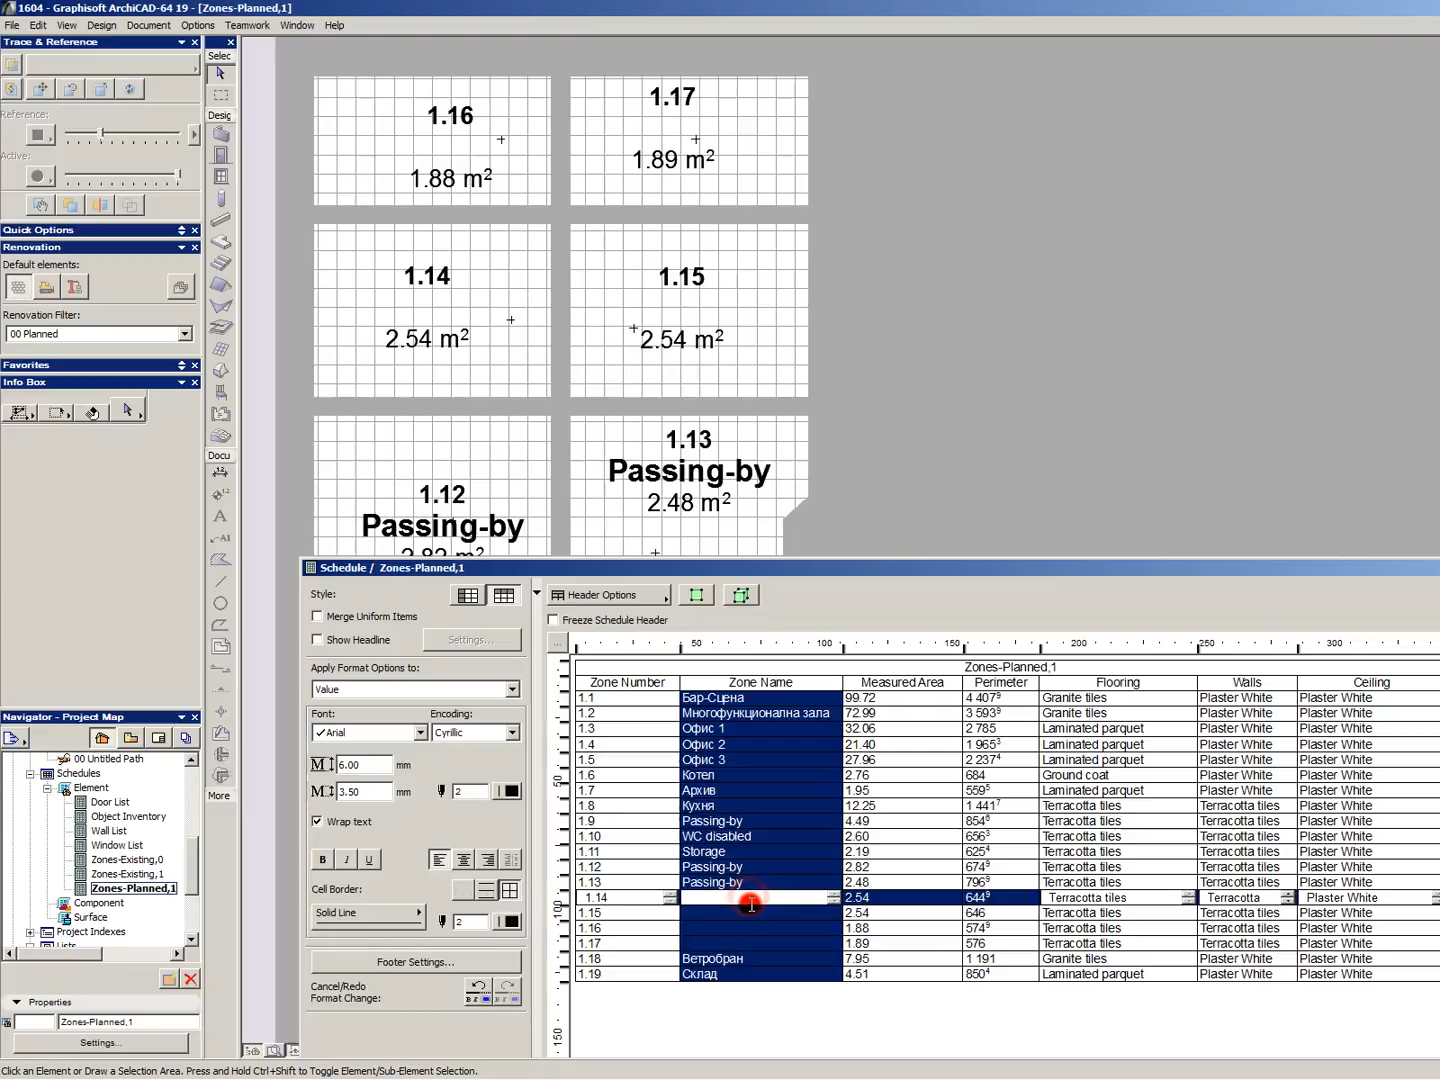 1604 - Graphisoft ArchiCAD-64 19 - [Zones-Planned,1]
File Edit View Design Document Options Teamwork Window Help
Trace & Reference
Reference:
Active:
Quick Options
Renovation
Default elements:
Renovation Filter:
00 Planned
Favorites
Info Box
Selec
Desig
Docu
More
1.16
1.88 m²
1.17
1.89 m²
1.14
2.54 m²
1.15
2.54 m²
1.12
Passing-by
2.82 m²
1.13
Passing-by
2.48 m²
Navigator - Project Map
00 Untitled Path
Schedules
Element
Door List
Object Inventory
Wall List
Window List
Zones-Existing,0
Zones-Existing,1
Zones-Planned,1
Component
Surface
Project Indexes
Lists
Properties
Zones-Planned,1
Settings...
Schedule / Zones-Planned,1
Style:
Merge Uniform Items
Show Headline
Settings...
Apply Format Options to:
Value
Font: Encoding:
Arial Cyrillic
6.00 mm
3.50 mm 2
Wrap text
B I U
Cell Border:
Solid Line 2
Footer Settings...
Cancel/Redo
Format Change:
Header Options
Freeze Schedule Header
50 100 150 200 250 300
50
100
150
Zones-Planned,1
Zone Number Zone Name Measured Area Perimeter Flooring Walls Ceiling
1.1 Бар-Сцена 99.72 4 407⁹ Granite tiles Plaster White Plaster White
1.2 Многофункционална зала 72.99 3 593⁹ Granite tiles Plaster White Plaster White
1.3 Офис 1 32.06 2 785 Laminated parquet Plaster White Plaster White
1.4 Офис 2 21.40 1 965³ Laminated parquet Plaster White Plaster White
1.5 Офис 3 27.96 2 237⁴ Laminated parquet Plaster White Plaster White
1.6 Котел 2.76 684 Ground coat Plaster White Plaster White
1.7 Архив 1.95 559⁵ Laminated parquet Plaster White Plaster White
1.8 Кухня 12.25 1 441⁷ Terracotta tiles Terracotta tiles Plaster White
1.9 Passing-by 4.49 854⁶ Terracotta tiles Terracotta tiles Plaster White
1.10 WC disabled 2.60 656³ Terracotta tiles Terracotta tiles Plaster White
1.11 Storage 2.19 625⁴ Terracotta tiles Terracotta tiles Plaster White
1.12 Passing-by 2.82 674⁹ Terracotta tiles Terracotta tiles Plaster White
1.13 Passing-by 2.48 796⁹ Terracotta tiles Terracotta tiles Plaster White
1.14 2.54 644⁹ Terracotta tiles Terracotta Plaster White
1.15 2.54 646 Terracotta tiles Terracotta tiles Plaster White
1.16 1.88 574⁹ Terracotta tiles Terracotta tiles Plaster White
1.17 1.89 576 Terracotta tiles Terracotta tiles Plaster White
1.18 Ветробран 7.95 1 191 Granite tiles Plaster White Plaster White
1.19 Склад 4.51 850⁴ Laminated parquet Plaster White Plaster White
Click an Element or Draw a Selection Area. Press and Hold Ctrl+Shift to Toggle Element/Sub-Element Selection.